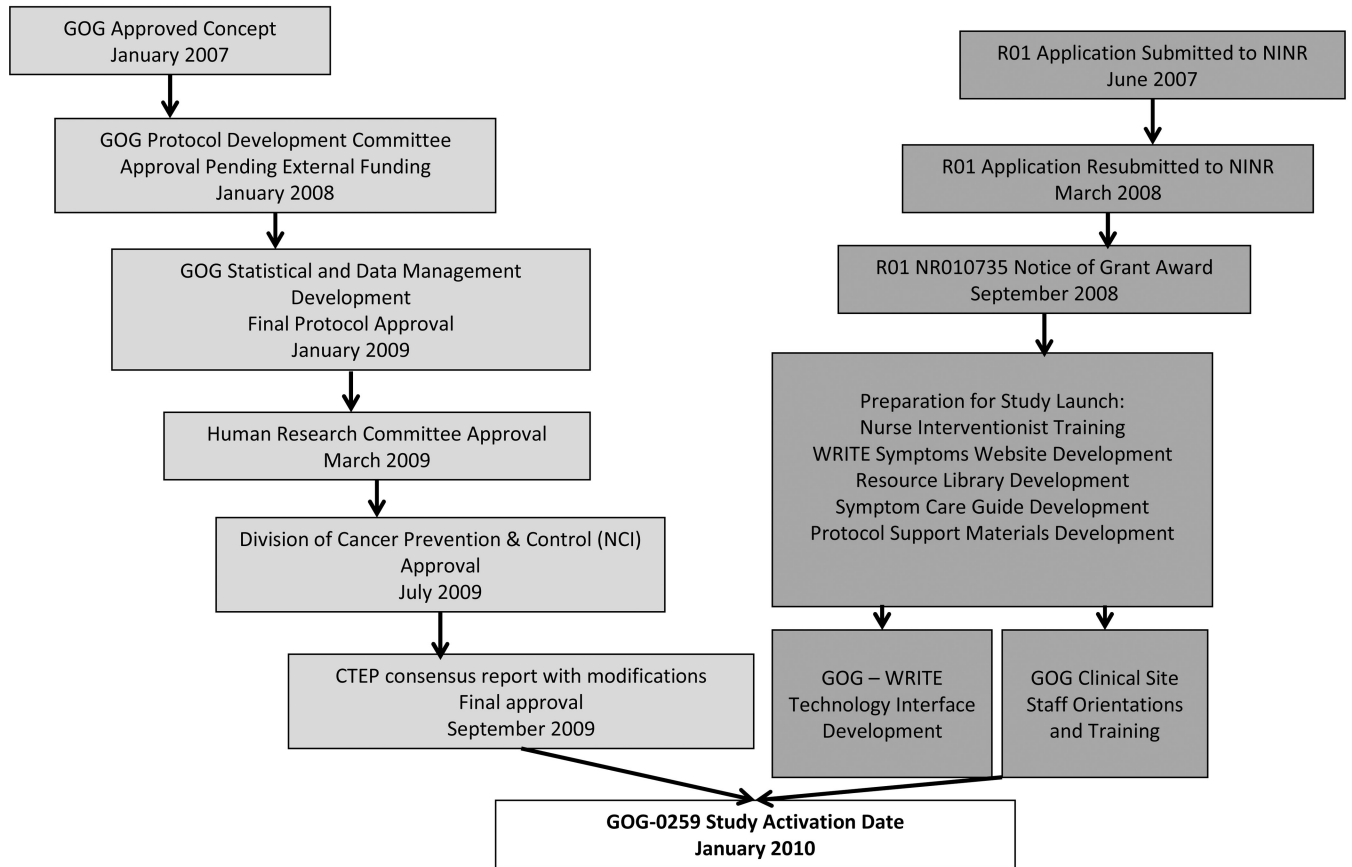 GOG Approved Concept
January 2007
GOG Protocol Development Committee
Approval Pending External Funding
January 2008
GOG Statistical and Data Management
Development
Final Protocol Approval
January 2009
Human Research Committee Approval
March 2009
Division of Cancer Prevention & Control (NCI)
Approval
July 2009
CTEP consensus report with modifications
Final approval
September 2009
R01 Application Submitted to NINR
June 2007
R01 Application Resubmitted to NINR
March 2008
R01 NR010735 Notice of Grant Award
September 2008
Preparation for Study Launch:
Nurse Interventionist Training
WRITE Symptoms Website Development
Resource Library Development
Symptom Care Guide Development
Protocol Support Materials Development
GOG – WRITE
Technology Interface
Development
GOG Clinical Site
Staff Orientations
and Training
GOG-0259 Study Activation Date
January 2010